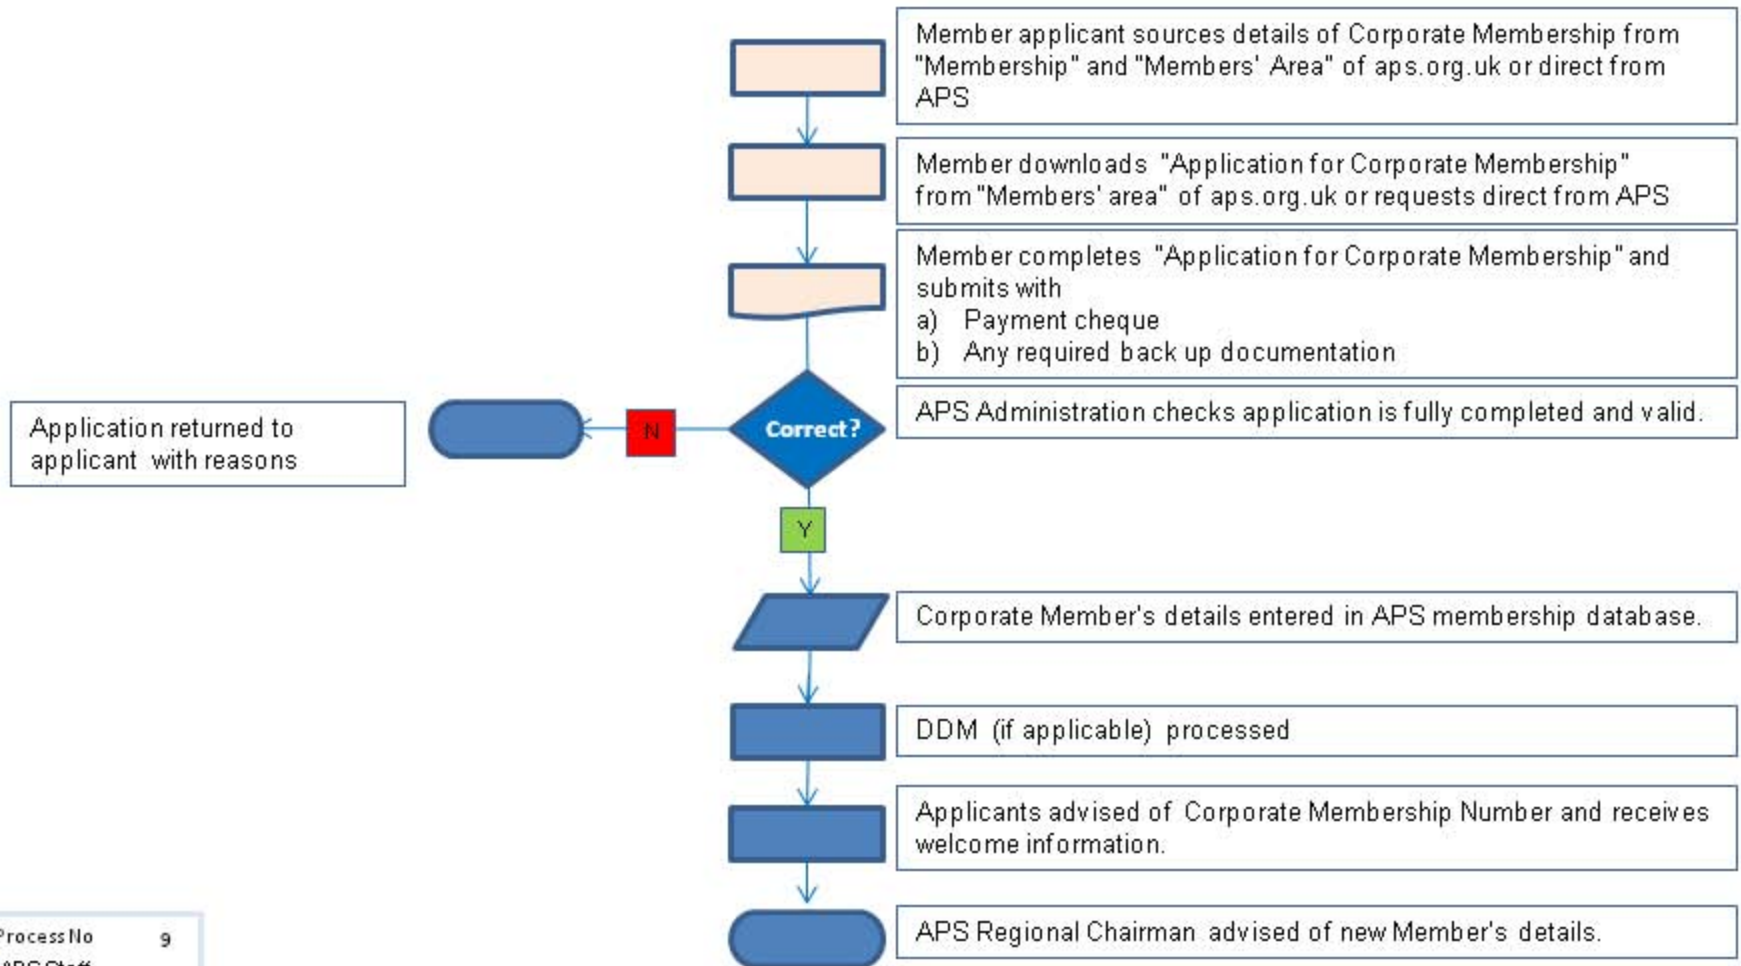 Member applicant sources details of Corporate Membership from
"Membership" and "Members' Area" of aps.org.uk or direct from
APS
Member downloads "Application for Corporate Membership"
from "Members' area" of aps.org.uk or requests direct from APS
Member completes "Application for Corporate Membership" and
submits with
a) Payment cheque
b) Any required back up documentation
Application returned to
applicant with reasons
N
Correct?
APS Administration checks application is fully completed and valid.
Y
Corporate Member's details entered in APS membership database.
DDM (if applicable) processed
Applicants advised of Corporate Membership Number and receives
welcome information.
APS Regional Chairman advised of new Member's details.
Process No 9
APS Staff